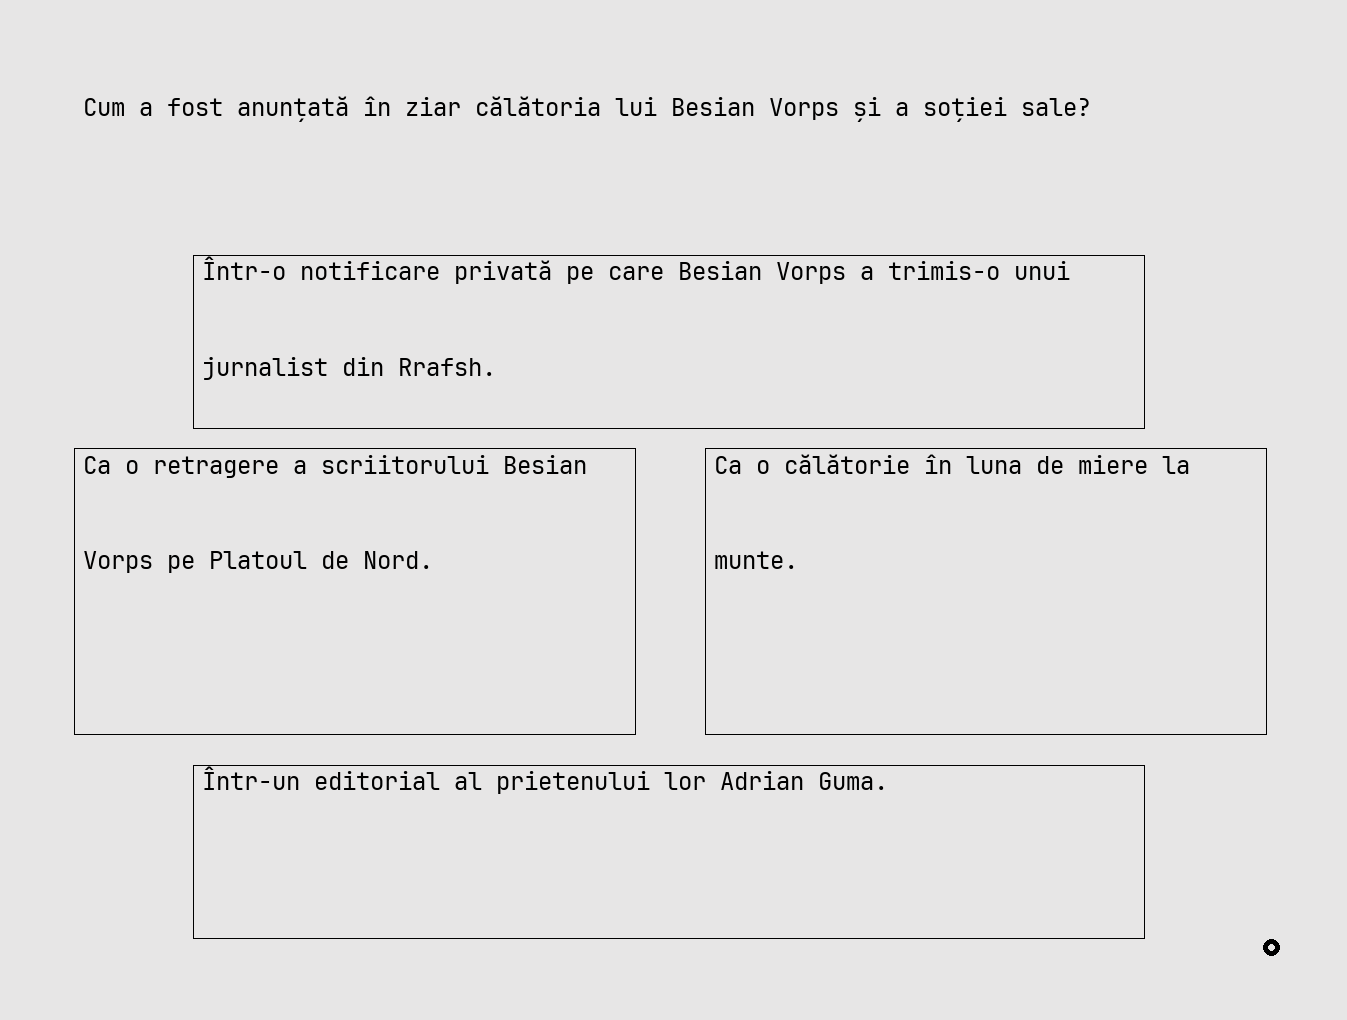 Cum a fost anunțată în ziar călătoria lui Besian Vorps și a soției sale?
Într-o notificare privată pe care Besian Vorps a trimis-o unui
jurnalist din Rrafsh.
Ca o retragere a scriitorului Besian
Vorps pe Platoul de Nord.
Ca o călătorie în luna de miere la
munte.
Într-un editorial al prietenului lor Adrian Guma.